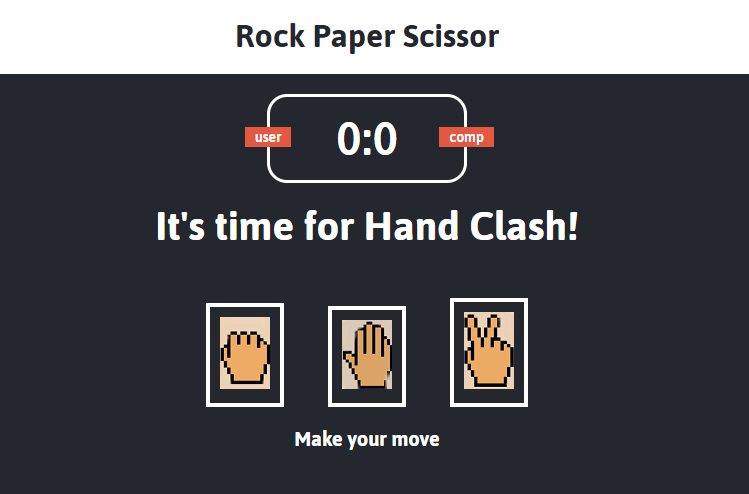 Rock Paper Scissor
user 0:0 comp
It's time for Hand Clash!
Make your move